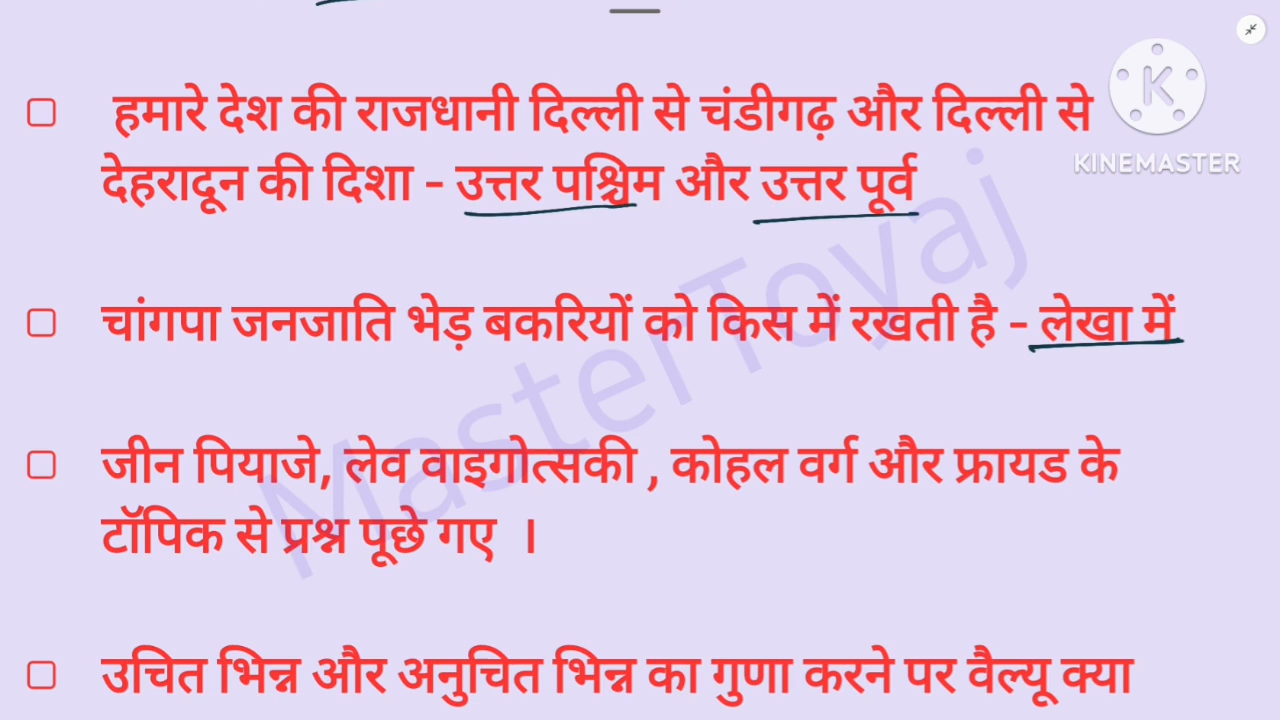 हमारे देश की राजधानी दिल्ली से चंडीगढ़ और दिल्ली से
KINEMASTER
देहरादून की दिशा - उत्तर पश्चिम और उत्तर पूर्व
चांगपा जनजाति भेड़ बकरियों को किस में रखती है - लेखा में
जीन पियाजे, लेव वाइगोत्सकी , कोहल वर्ग और फ्रायड के
टॉपिक से प्रश्न पूछे गए ।
उचित भिन्न और अनुचित भिन्न का गुणा करने पर वैल्यू क्या
MasterToyaj